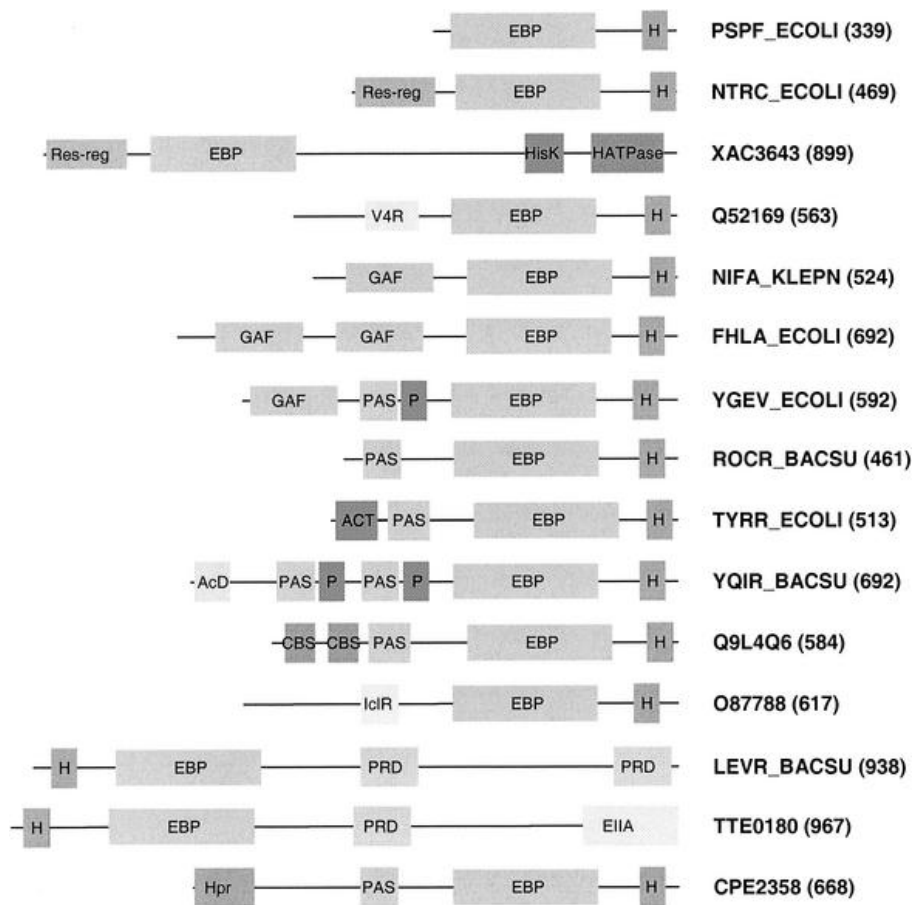 EBP H PSPF_ECOLI (339)
Res-reg EBP H NTRC_ECOLI (469)
Res-reg EBP HisK HATPase XAC3643 (899)
V4R EBP H Q52169 (563)
GAF EBP H NIFA_KLEPN (524)
GAF GAF EBP H FHLA_ECOLI (692)
GAF PAS P EBP H YGEV_ECOLI (592)
PAS EBP H ROCR_BACSU (461)
ACT PAS EBP H TYRR_ECOLI (513)
AcD PAS P PAS P EBP H YQIR_BACSU (692)
CBS CBS PAS EBP H Q9L4Q6 (584)
IclR EBP H O87788 (617)
H EBP PRD PRD LEVR_BACSU (938)
H EBP PRD EIIA TTE0180 (967)
Hpr PAS EBP H CPE2358 (668)